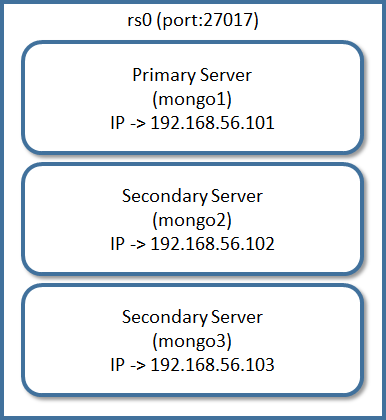 rs0 (port:27017)
Primary Server
(mongo1)
IP -> 192.168.56.101
Secondary Server
(mongo2)
IP -> 192.168.56.102
Secondary Server
(mongo3)
IP -> 192.168.56.103